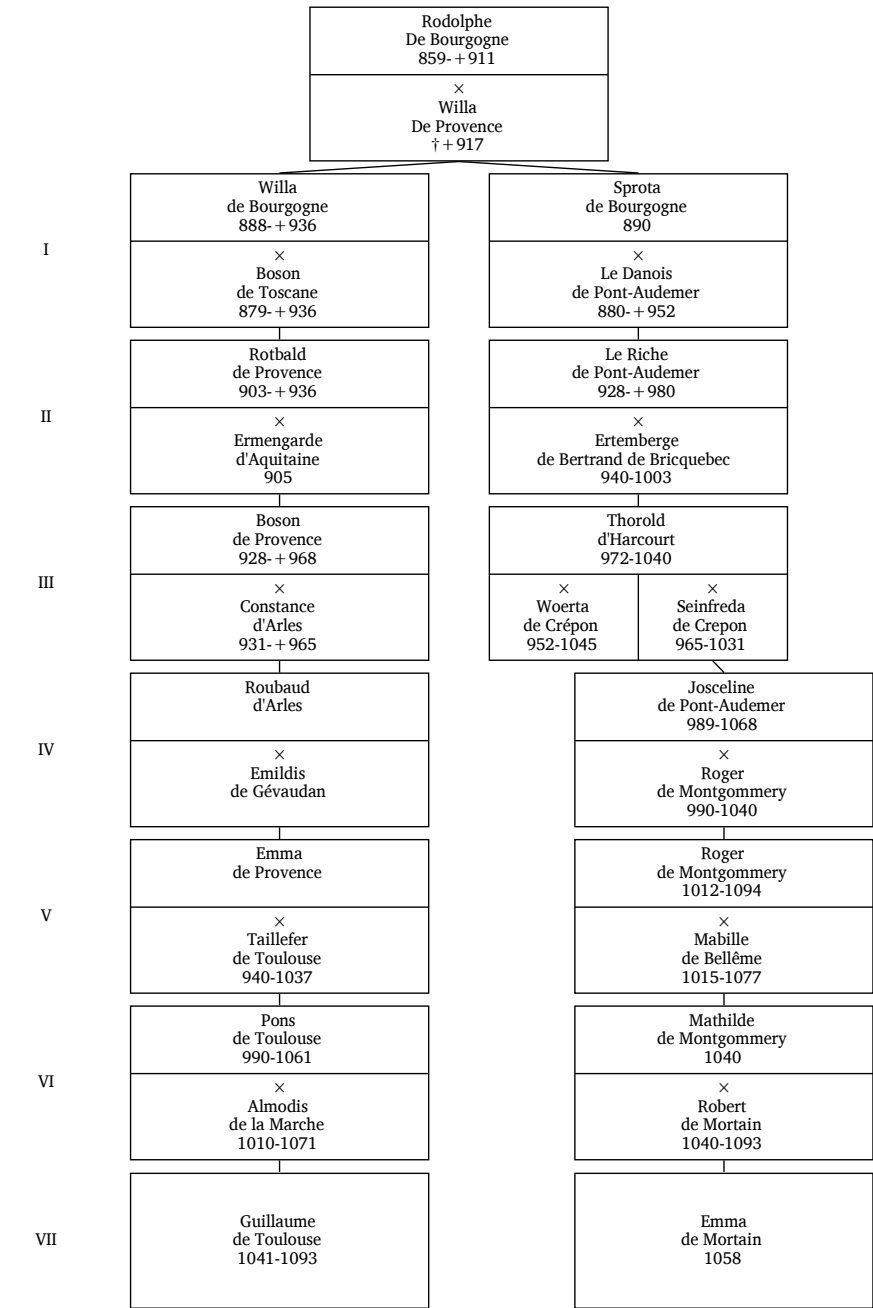 Rodolphe
De Bourgogne
859-+911
×
Willa
De Provence
†+917
I
Willa
de Bourgogne
888-+936
×
Boson
de Toscane
879-+936
Sprota
de Bourgogne
890
×
Le Danois
de Pont-Audemer
880-+952
II
Rotbald
de Provence
903-+936
×
Ermengarde
d'Aquitaine
905
Le Riche
de Pont-Audemer
928-+980
×
Ertemberge
de Bertrand de Bricquebec
940-1003
III
Boson
de Provence
928-+968
×
Constance
d'Arles
931-+965
Thorold
d'Harcourt
972-1040
×
Woerta
de Crépon
952-1045
×
Seinfreda
de Crepon
965-1031
IV
Roubaud
d'Arles
×
Emildis
de Gévaudan
Josceline
de Pont-Audemer
989-1068
×
Roger
de Montgommery
990-1040
V
Emma
de Provence
×
Taillefer
de Toulouse
940-1037
Roger
de Montgommery
1012-1094
×
Mabille
de Bellême
1015-1077
VI
Pons
de Toulouse
990-1061
×
Almodis
de la Marche
1010-1071
Mathilde
de Montgommery
1040
×
Robert
de Mortain
1040-1093
VII
Guillaume
de Toulouse
1041-1093
Emma
de Mortain
1058